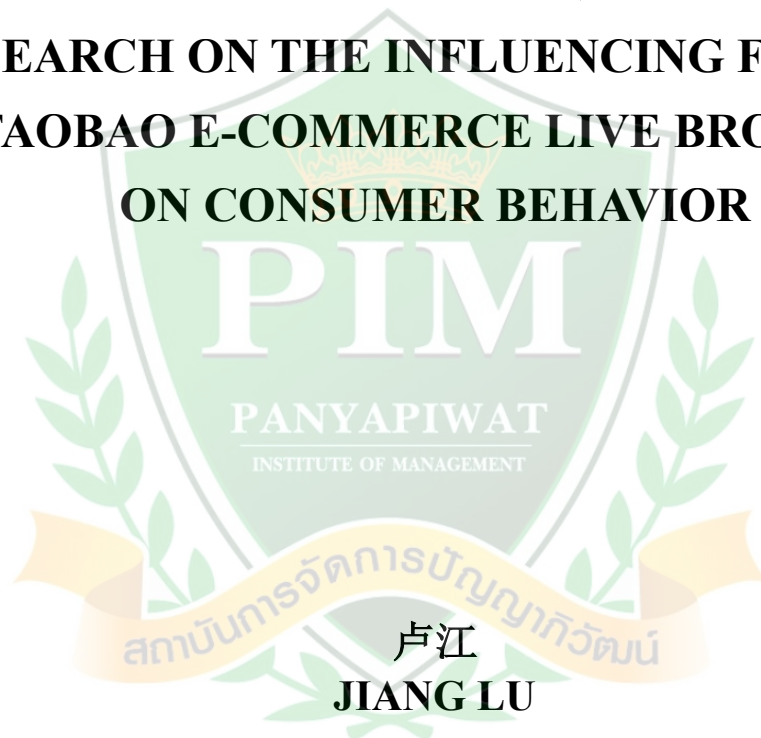 EARCH ON THE INFLUENCING F
TAOBAO E-COMMERCE LIVE BRO
ON CONSUMER BEHAVIOR
PIM
PANYAPIWAT
INSTITUTE OF MANAGEMENT
สถาบันการจัดการปัญญาภิวัฒน์
卢江
JIANG LU